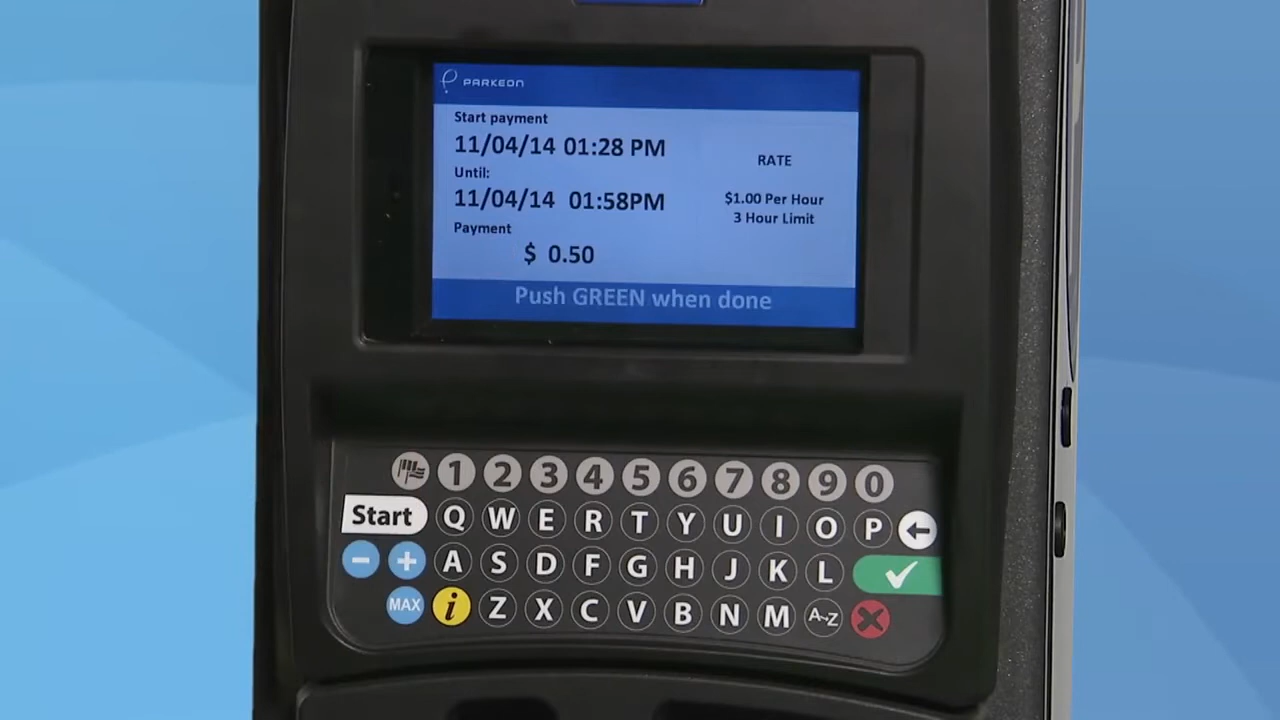 PARKEON
Start payment
11/04/14 01:28 PM
Until:
11/04/14 01:58PM
Payment
$ 0.50
RATE
$1.00 Per Hour
3 Hour Limit
Push GREEN when done
1 2 3 4 5 6 7 8 9 0
Start Q W E R T Y U I O P
- + A S D F G H J K L
MAX i Z X C V B N M A~Z